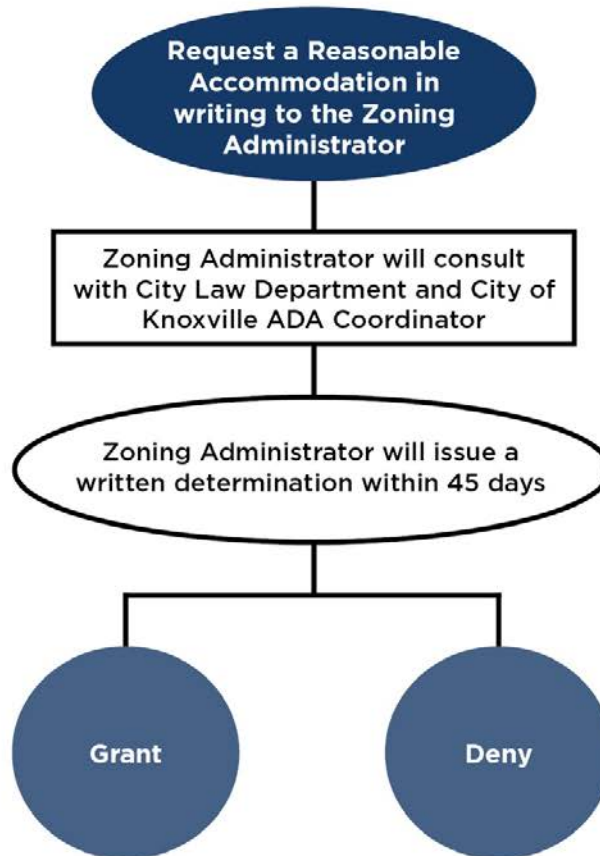 Request a Reasonable
Accommodation in
writing to the Zoning
Administrator
Zoning Administrator will consult
with City Law Department and City of
Knoxville ADA Coordinator
Zoning Administrator will issue a
written determination within 45 days
Grant
Deny